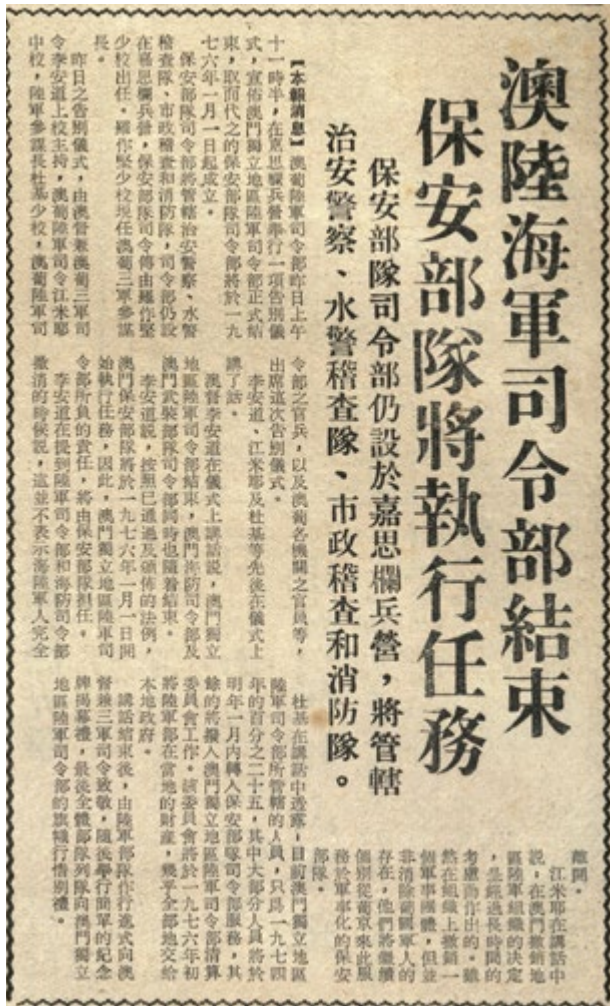 澳陸海軍司令部結束
保安部隊將執行任務
保安部隊司令部仍設於嘉思欄兵營,將管轄
治安警察、水警稽查隊、市政稽查和消防隊。
【本報消息】澳葡陸軍司令部昨日上午
十一時半,在嘉思欄兵營舉行一項告別儀
式,宣佈澳門獨立地區陸軍司令部正式結
束,取而代之的保安部隊司令部將於一九
七六年一月一日起成立。
保安部隊司令部將管轄治安警察、水警
稽查隊、市政稽查和消防隊,司令部仍設
在嘉思欄兵營,保安部隊司令傳由羅作堅
少校出任。羅作堅少校現任澳葡三軍參謀
長。
昨日之告別儀式,由澳督兼澳葡三軍司
令李安道上校主持,澳葡陸軍司令江米耶
中校,陸軍參謀長杜基少校,澳葡陸軍司
令部之官兵,以及澳葡各機關之官員等,
出席這次告別儀式。
李安道、江米耶及杜基等先後在儀式上
講了話。
澳督李安道在儀式上講話說,澳門獨立
地區陸軍司令部結束,澳門海防司令部及
澳門武裝部隊司令部同時也隨着結束。
李安道說,按照已通過及頒佈的法例,
澳門保安部隊將於一九七六年一月一日開
始執行任務,因此,澳門獨立地區陸軍司
令部所負的責任,將由保安部隊担任。
李安道在提到陸軍司令部和海防司令部
撤消的時候說,這並不表示海陸軍人完全
離開。
江米耶在講話中
說,在澳門撤銷地
區陸軍組織的决定
,是經過長時間的
考慮而作出的。雖
然在組織上撤銷一
個軍事團體,但並
非消除葡國軍人的
存在,他們將繼續
個別從葡京來此服
務於軍事化的保安
部隊。
杜基在講話中透露,目前澳門獨立地區
陸軍司令部所管轄的人員,只爲一九七四
年的百分之二十五,其中大部分人員將於
明年一月內轉入保安部隊司令部服務,其
餘的將撥入澳門獨立地區陸軍司令部清算
委員會工作。該委員會將於一九七六年初
將陸軍部在當地的財産,幾乎全部地交給
本地政府。
講話結束後,由陸軍部隊作行進式向澳
督兼三軍司令致敬,隨後舉行簡單的紀念
牌揭幕禮,最後全體部隊列隊向澳門獨立
地區陸軍司令部的旗幟行惜別禮。